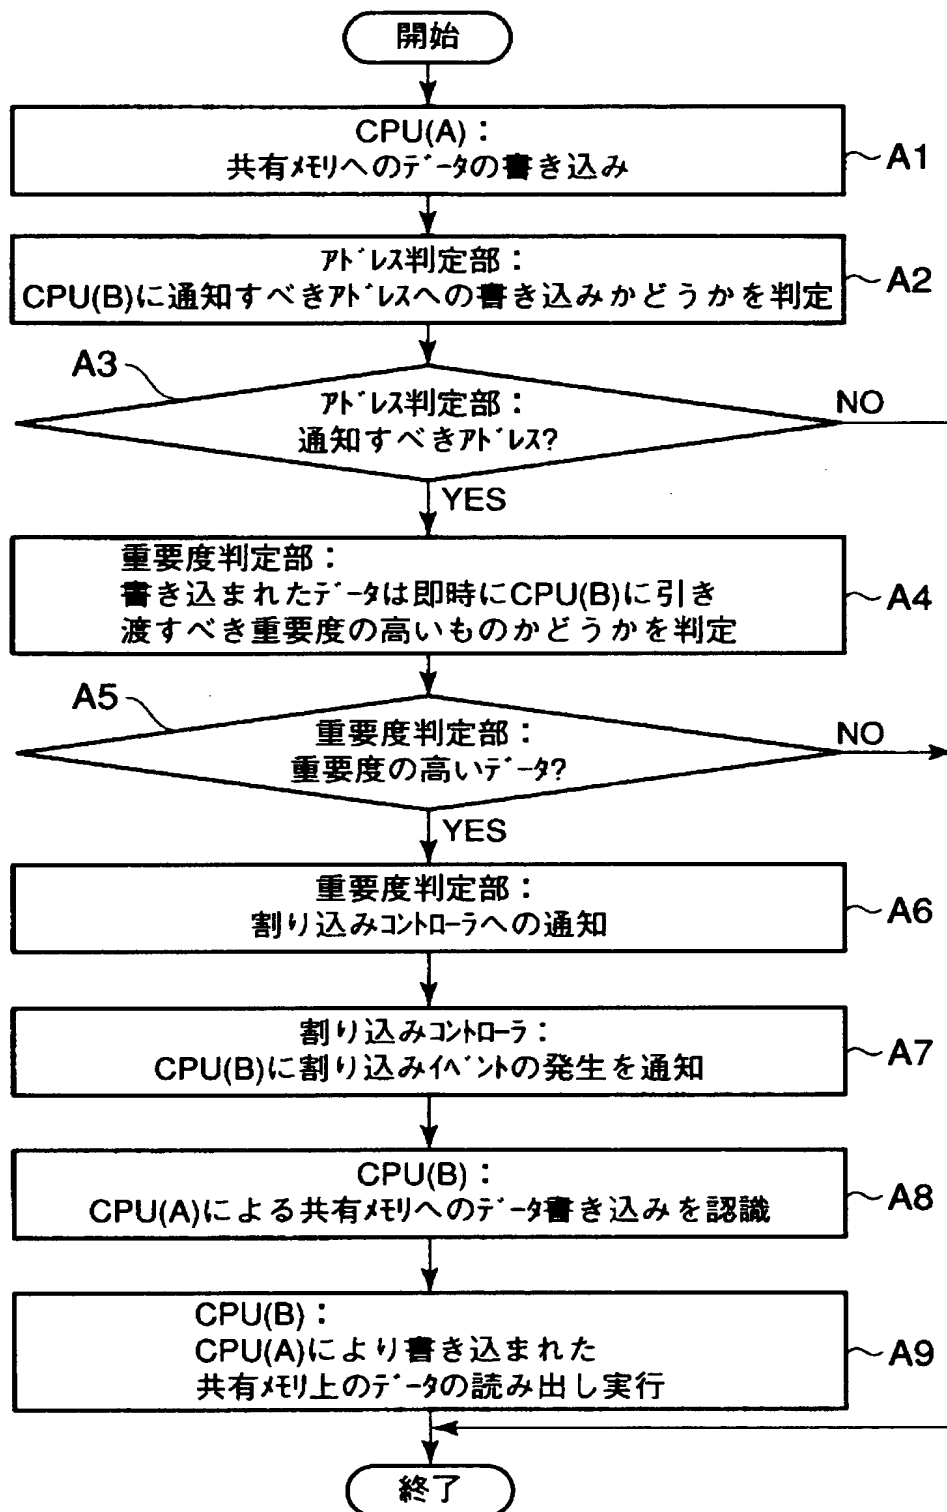 開始
CPU(A)：
共有ﾒﾓﾘへのﾃﾞｰﾀの書き込み
A1
ｱﾄﾞﾚｽ判定部：
CPU(B)に通知すべきｱﾄﾞﾚｽへの書き込みかどうかを判定
A2
A3
ｱﾄﾞﾚｽ判定部：
通知すべきｱﾄﾞﾚｽ?
NO
YES
重要度判定部：
書き込まれたﾃﾞｰﾀは即時にCPU(B)に引き
渡すべき重要度の高いものかどうかを判定
A4
A5
重要度判定部：
重要度の高いﾃﾞｰﾀ?
NO
YES
重要度判定部：
割り込みｺﾝﾄﾛｰﾗへの通知
A6
割り込みｺﾝﾄﾛｰﾗ：
CPU(B)に割り込みｲﾍﾞﾝﾄの発生を通知
A7
CPU(B)：
CPU(A)による共有ﾒﾓﾘへのﾃﾞｰﾀ書き込みを認識
A8
CPU(B)：
CPU(A)により書き込まれた
共有ﾒﾓﾘ上のﾃﾞｰﾀの読み出し実行
A9
終了